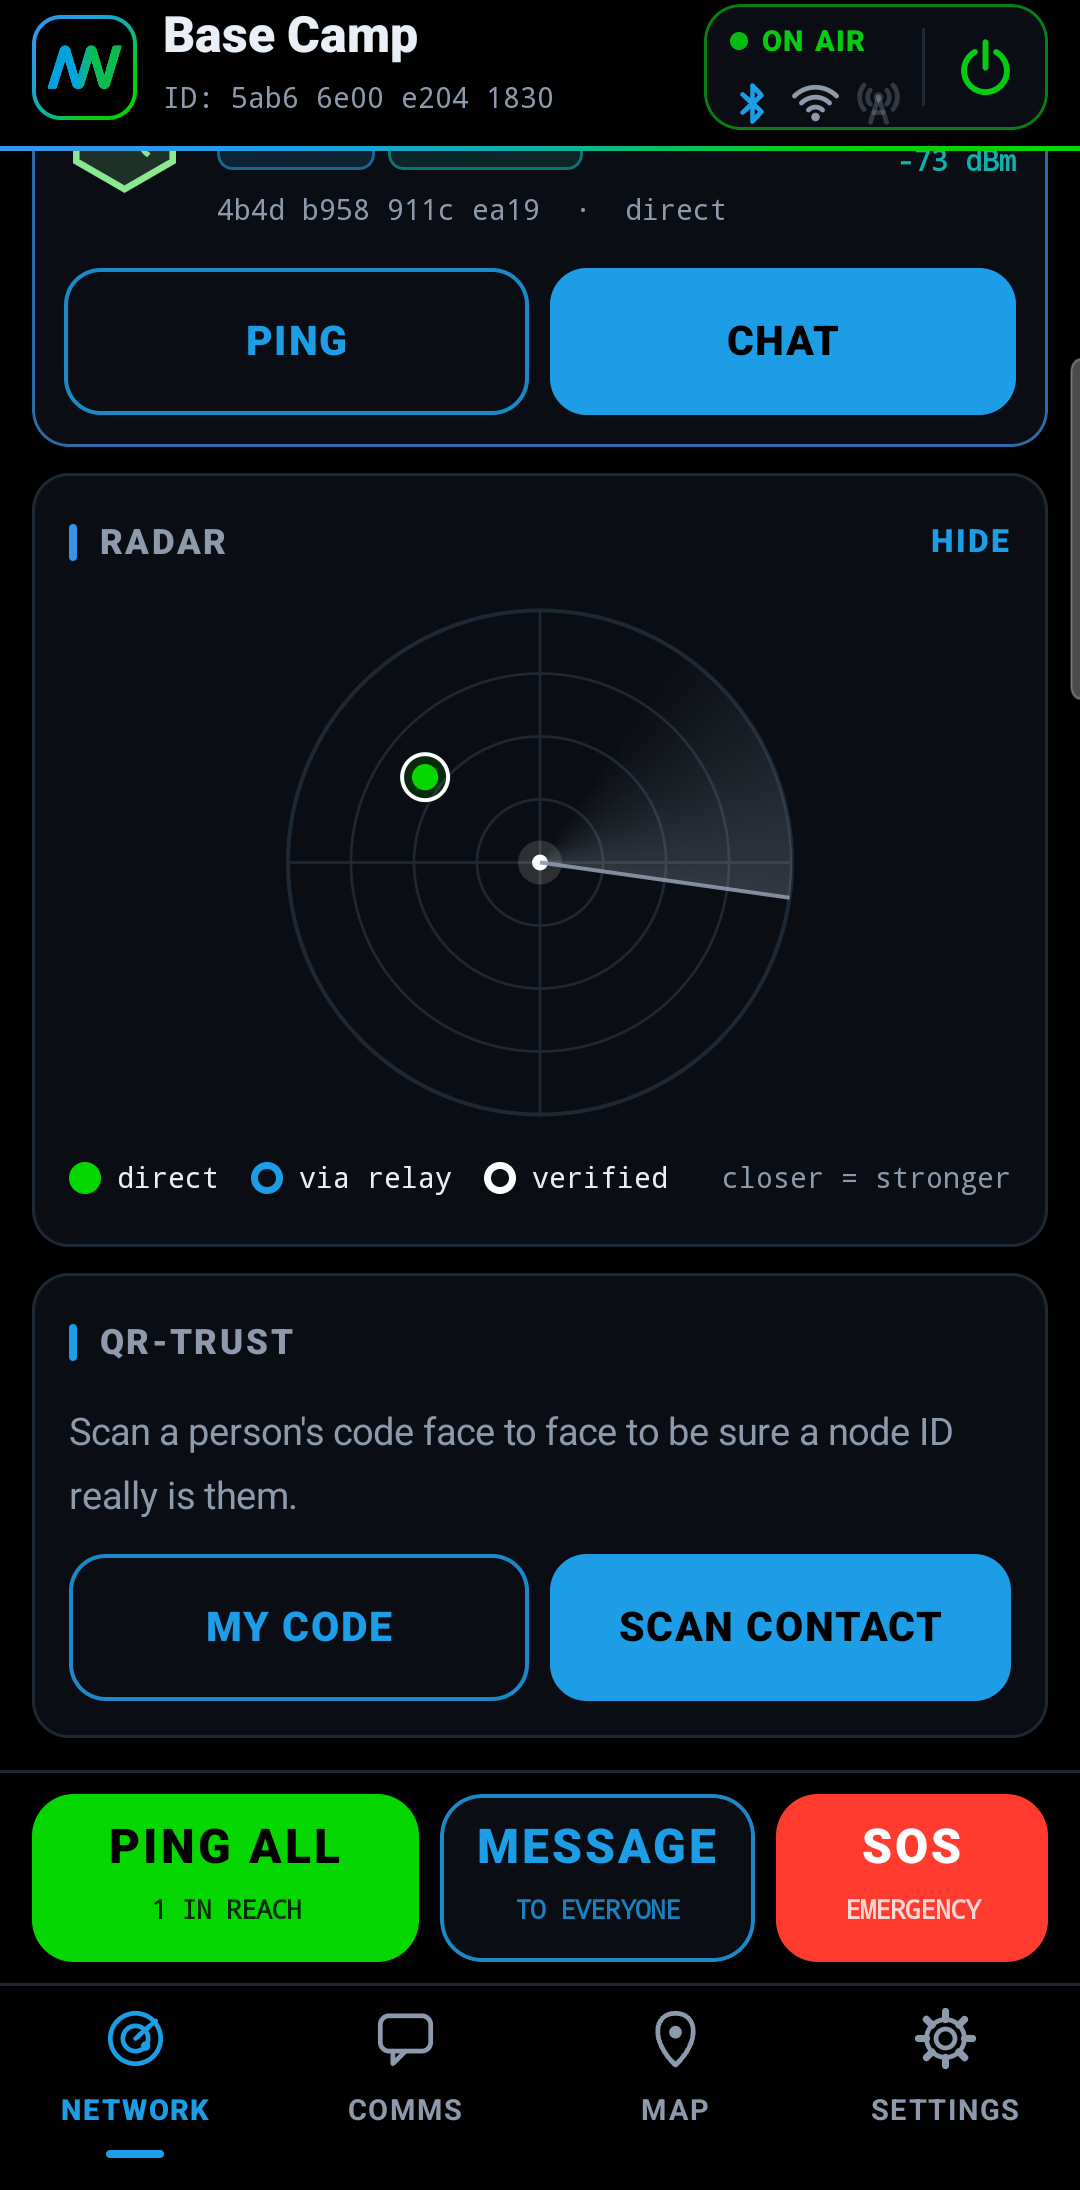 Base Camp
ID: 5ab6 6e00 e204 1830
ON AIR
-73 dBm
4b4d b958 911c ea19 · direct
PING
CHAT
RADAR
HIDE
direct
via relay
verified
closer = stronger
QR-TRUST
Scan a person's code face to face to be sure a node ID
really is them.
MY CODE
SCAN CONTACT
PING ALL
1 IN REACH
MESSAGE
TO EVERYONE
SOS
EMERGENCY
NETWORK
COMMS
MAP
SETTINGS